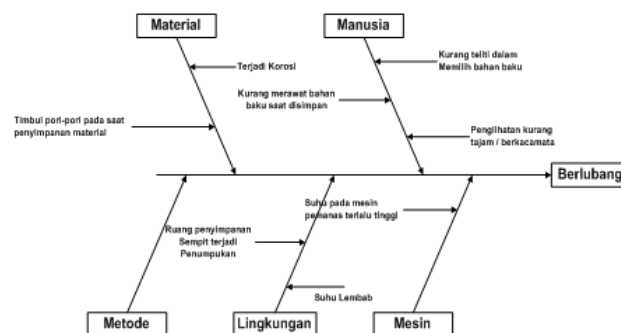 Material
Manusia
Terjadi Korosi
Kurang teliti dalam
Memilih bahan baku
Kurang merawat bahan
baku saat disimpan
Timbul pori-pori pada saat
penyimpanan material
Penglihatan kurang
tajam / berkacamata
Berlubang
Suhu pada mesin
pemanas terlalu tinggi
Ruang penyimpanan
Sempit terjadi
Penumpukan
Suhu Lembab
Metode
Lingkungan
Mesin